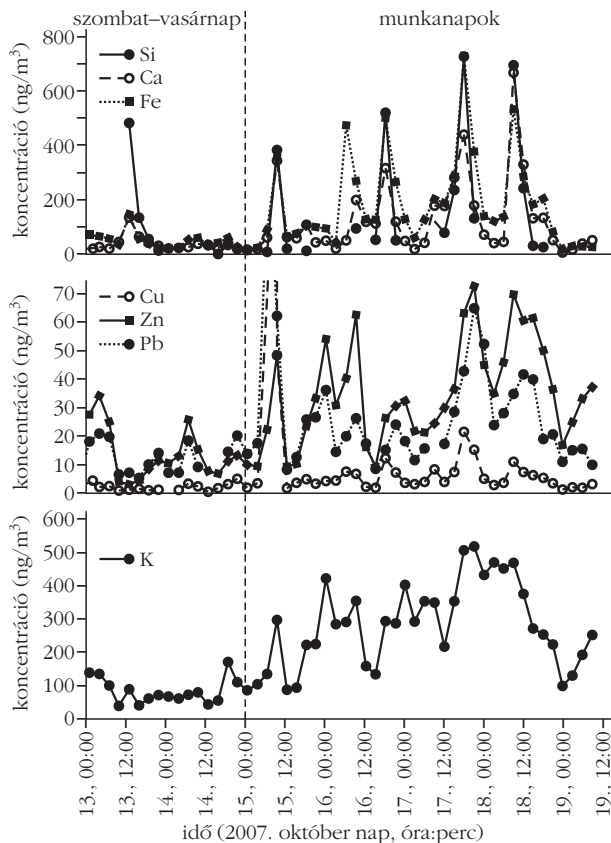 szombat–vasárnap
munkanapok
koncentráció (ng/m³)
800
600
400
200
0
Si
Ca
Fe
koncentráció (ng/m³)
70
60
50
40
30
20
10
0
Cu
Zn
Pb
koncentráció (ng/m³)
600
500
400
300
200
100
0
K
13., 00:00
13., 12:00
14., 00:00
14., 12:00
15., 00:00
15., 12:00
16., 00:00
16., 12:00
17., 00:00
17., 12:00
18., 00:00
18., 12:00
19., 00:00
19., 12:00
idő (2007. október nap, óra:perc)